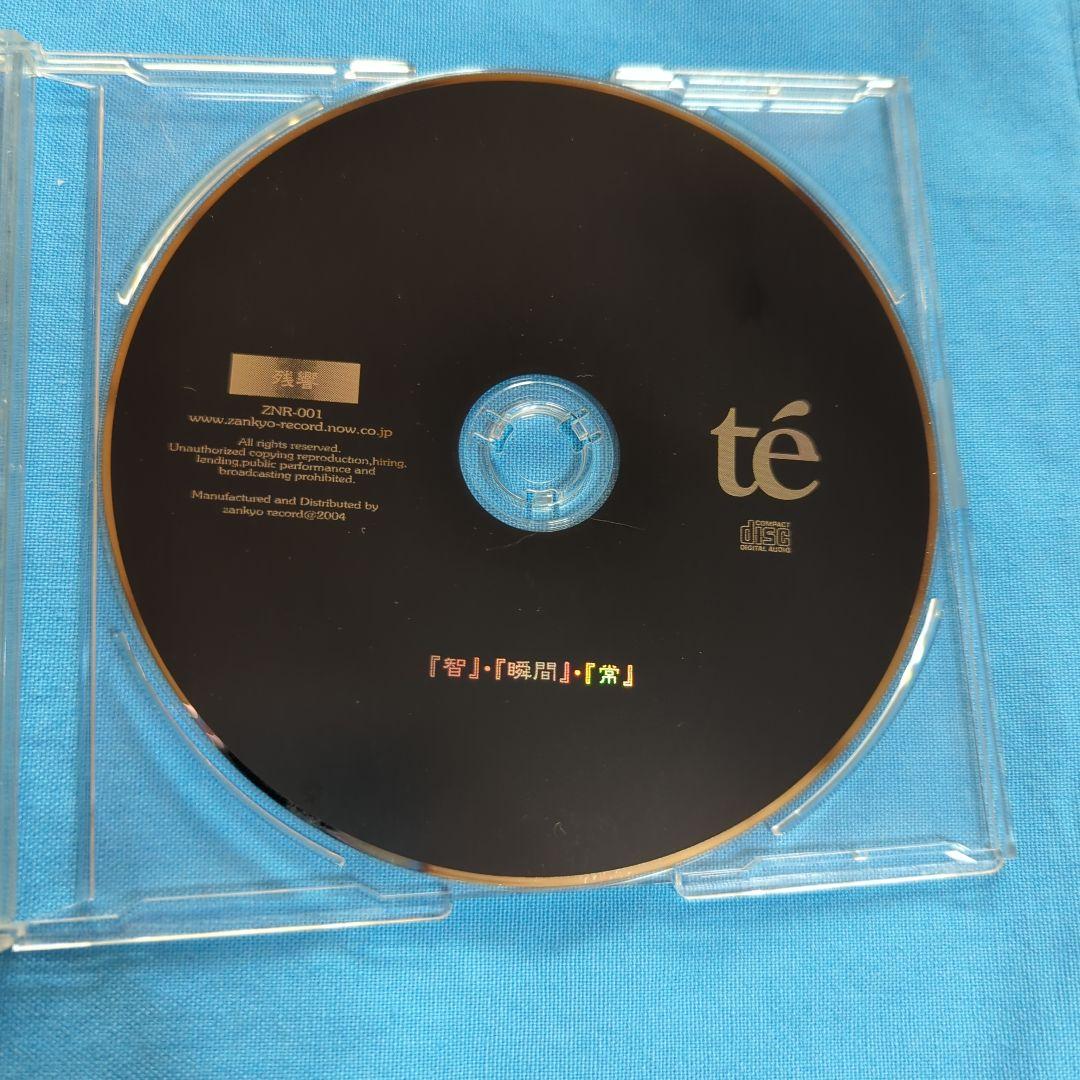 残響
ZNR-001
www.zankyo-record.now.co.jp
All rights reserved.
Unauthorized copying reproduction,hiring.
lending,public performance and
broadcasting prohibited.
Manufactured and Distributed by
zankyo record@2004
té
COMPACT
disc
DIGITAL AUDIO
『智』・『瞬間』・『常』